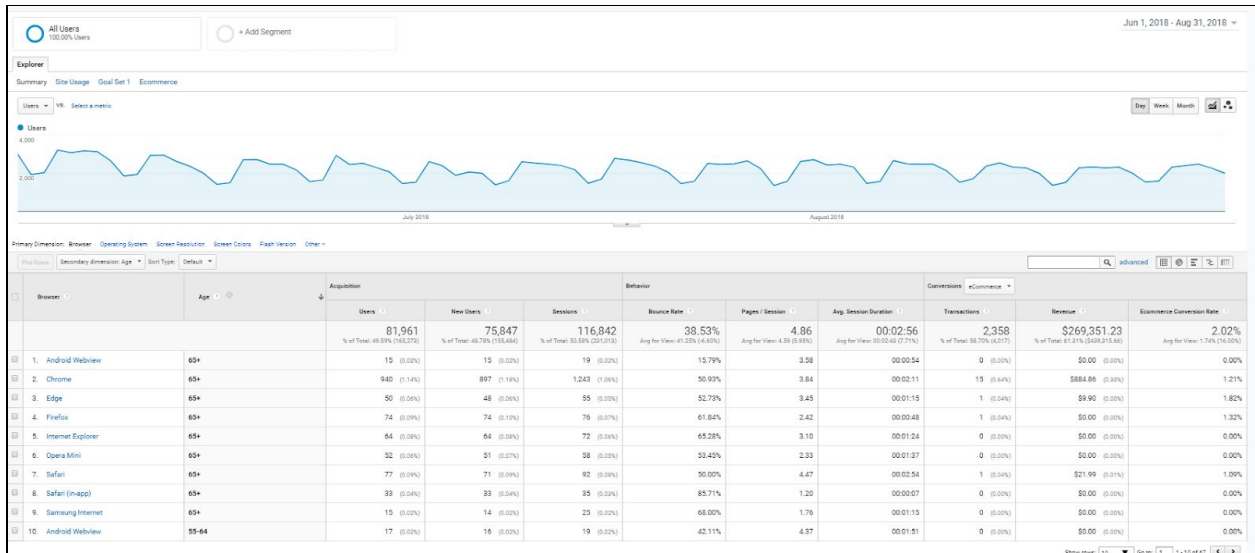 All Users
100.00% Users
+ Add Segment
Jun 1, 2018 - Aug 31, 2018
Explorer
Summary Site Usage Goal Set 1 Ecommerce
Users VS. Select a metric
Day Week Month
Users
4,000
2,000
July 2018 August 2018
Primary Dimension: Browser Operating System Screen Resolution Screen Colors Flash Version Other
Plot Rows Secondary dimension: Age Sort Type: Default advanced
Browser Age Acquisition Behavior Conversions eCommerce
Users New Users Sessions Bounce Rate Pages / Session Avg. Session Duration Transactions Revenue Ecommerce Conversion Rate
81,961 75,847 116,842 38.53% 4.86 00:02:56 2,358 $269,351.23 2.02%
% of Total: 49.59% (165,273) % of Total: 48.78% (155,484) % of Total: 50.58% (231,013) Avg for View: 41.25% (-6.60%) Avg for View: 4.59 (5.95%) Avg for View: 00:02:43 (7.71%) % of Total: 58.70% (4,017) % of Total: 61.31% ($439,315.66) Avg for View: 1.74% (16.00%)
1. Android Webview 65+ 15 (0.02%) 15 (0.02%) 19 (0.02%) 15.79% 3.58 00:00:54 0 (0.00%) $0.00 (0.00%) 0.00%
2. Chrome 65+ 940 (1.14%) 897 (1.18%) 1,243 (1.06%) 50.93% 3.84 00:02:11 15 (0.64%) $884.86 (0.33%) 1.21%
3. Edge 65+ 50 (0.06%) 48 (0.06%) 55 (0.05%) 52.73% 3.45 00:01:15 1 (0.04%) $9.90 (0.00%) 1.82%
4. Firefox 65+ 74 (0.09%) 74 (0.10%) 76 (0.07%) 61.84% 2.42 00:00:48 1 (0.04%) $0.00 (0.00%) 1.32%
5. Internet Explorer 65+ 64 (0.08%) 64 (0.08%) 72 (0.06%) 65.28% 3.10 00:01:24 0 (0.00%) $0.00 (0.00%) 0.00%
6. Opera Mini 65+ 52 (0.06%) 51 (0.07%) 58 (0.05%) 53.45% 2.33 00:01:37 0 (0.00%) $0.00 (0.00%) 0.00%
7. Safari 65+ 77 (0.09%) 71 (0.09%) 92 (0.08%) 50.00% 4.47 00:02:54 1 (0.04%) $21.99 (0.01%) 1.09%
8. Safari (in-app) 65+ 33 (0.04%) 33 (0.04%) 35 (0.03%) 85.71% 1.20 00:00:07 0 (0.00%) $0.00 (0.00%) 0.00%
9. Samsung Internet 65+ 15 (0.02%) 14 (0.02%) 25 (0.02%) 68.00% 1.76 00:01:15 0 (0.00%) $0.00 (0.00%) 0.00%
10. Android Webview 55-64 17 (0.02%) 16 (0.02%) 19 (0.02%) 42.11% 4.37 00:01:51 0 (0.00%) $0.00 (0.00%) 0.00%
Show rows: 10 Go to: 1 1 - 10 of 67